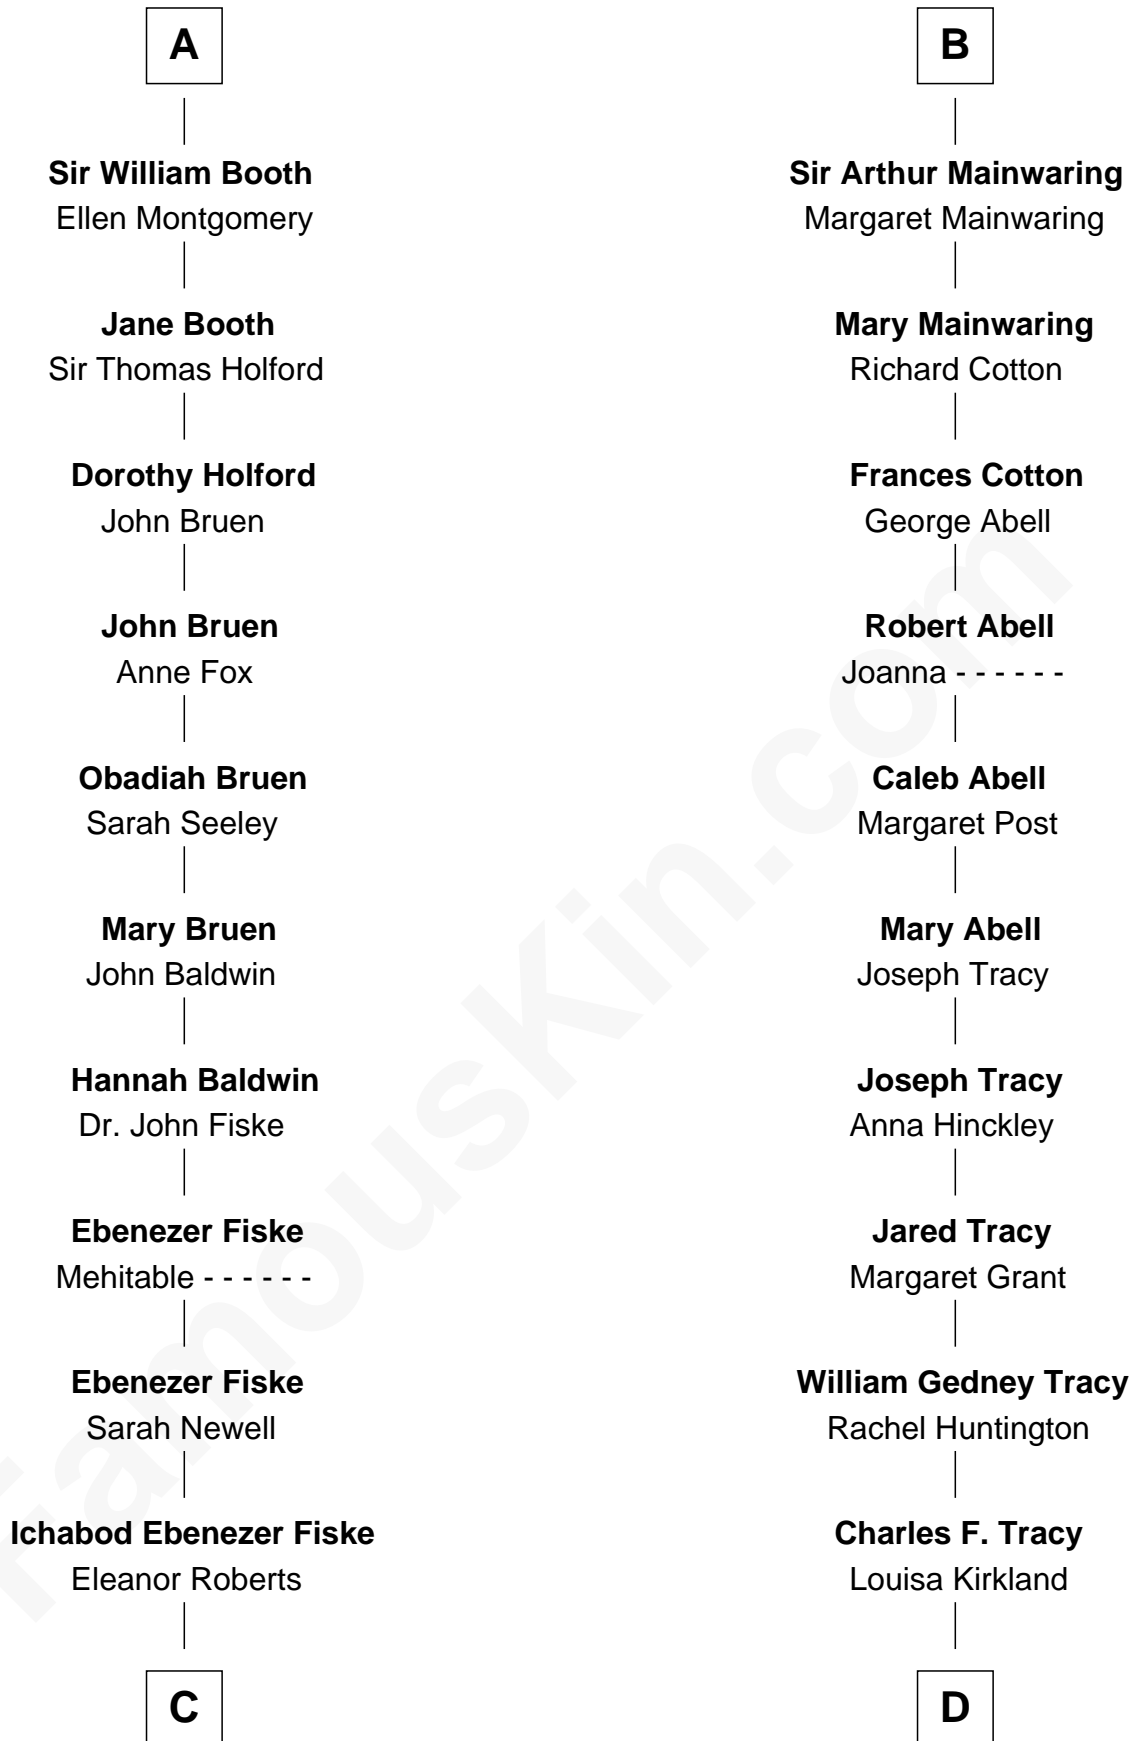 A
Sir William Booth
Ellen Montgomery
Jane Booth
Sir Thomas Holford
Dorothy Holford
John Bruen
John Bruen
Anne Fox
Obadiah Bruen
Sarah Seeley
Mary Bruen
John Baldwin
Hannah Baldwin
Dr. John Fiske
Ebenezer Fiske
Mehitable - - - - - -
Ebenezer Fiske
Sarah Newell
Ichabod Ebenezer Fiske
Eleanor Roberts
C
B
Sir Arthur Mainwaring
Margaret Mainwaring
Mary Mainwaring
Richard Cotton
Frances Cotton
George Abell
Robert Abell
Joanna - - - - - -
Caleb Abell
Margaret Post
Mary Abell
Joseph Tracy
Joseph Tracy
Anna Hinckley
Jared Tracy
Margaret Grant
William Gedney Tracy
Rachel Huntington
Charles F. Tracy
Louisa Kirkland
D
FamousKin.com